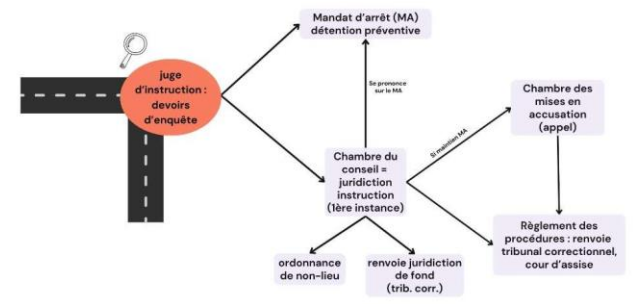 Mandat d'arrêt (MA)
détention préventive
juge
d'instruction :
devoirs
d'enquête
Se prononce
sur le MA
Chambre des
mises en
accusation
(appel)
Si maintien MA
Chambre du
conseil =
juridiction
instruction
(1ère instance)
Règlement des
procédures : renvoie
tribunal correctionnel,
cour d'assise
ordonnance
de non-lieu
renvoie juridiction
de fond
(trib. corr.)